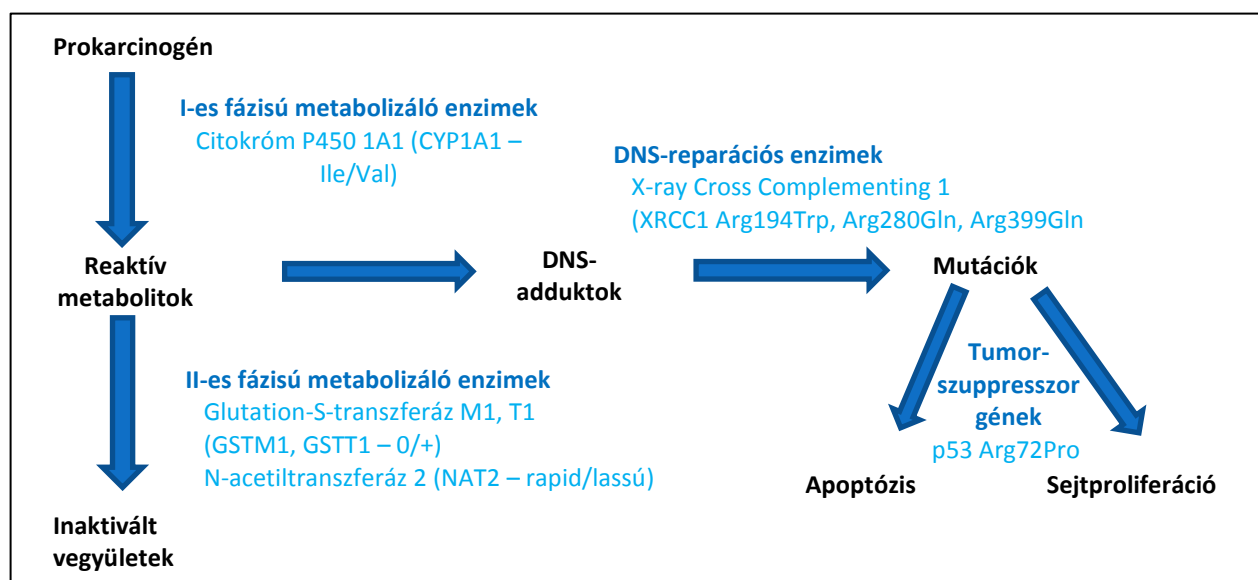 Prokarcinogén
I-es fázisú metabolizáló enzimek
Citokróm P450 1A1 (CYP1A1 –
Ile/Val)
DNS-reparációs enzimek
X-ray Cross Complementing 1
(XRCC1 Arg194Trp, Arg280Gln, Arg399Gln
Reaktív
metabolitok
DNS-
adduktok
Mutációk
II-es fázisú metabolizáló enzimek
Glutation-S-transzferáz M1, T1
(GSTM1, GSTT1 – 0/+)
N-acetiltranszferáz 2 (NAT2 – rapid/lassú)
Tumor-
szuppresszor
gének
p53 Arg72Pro
Apoptózis
Sejtproliferáció
Inaktivált
vegyületek